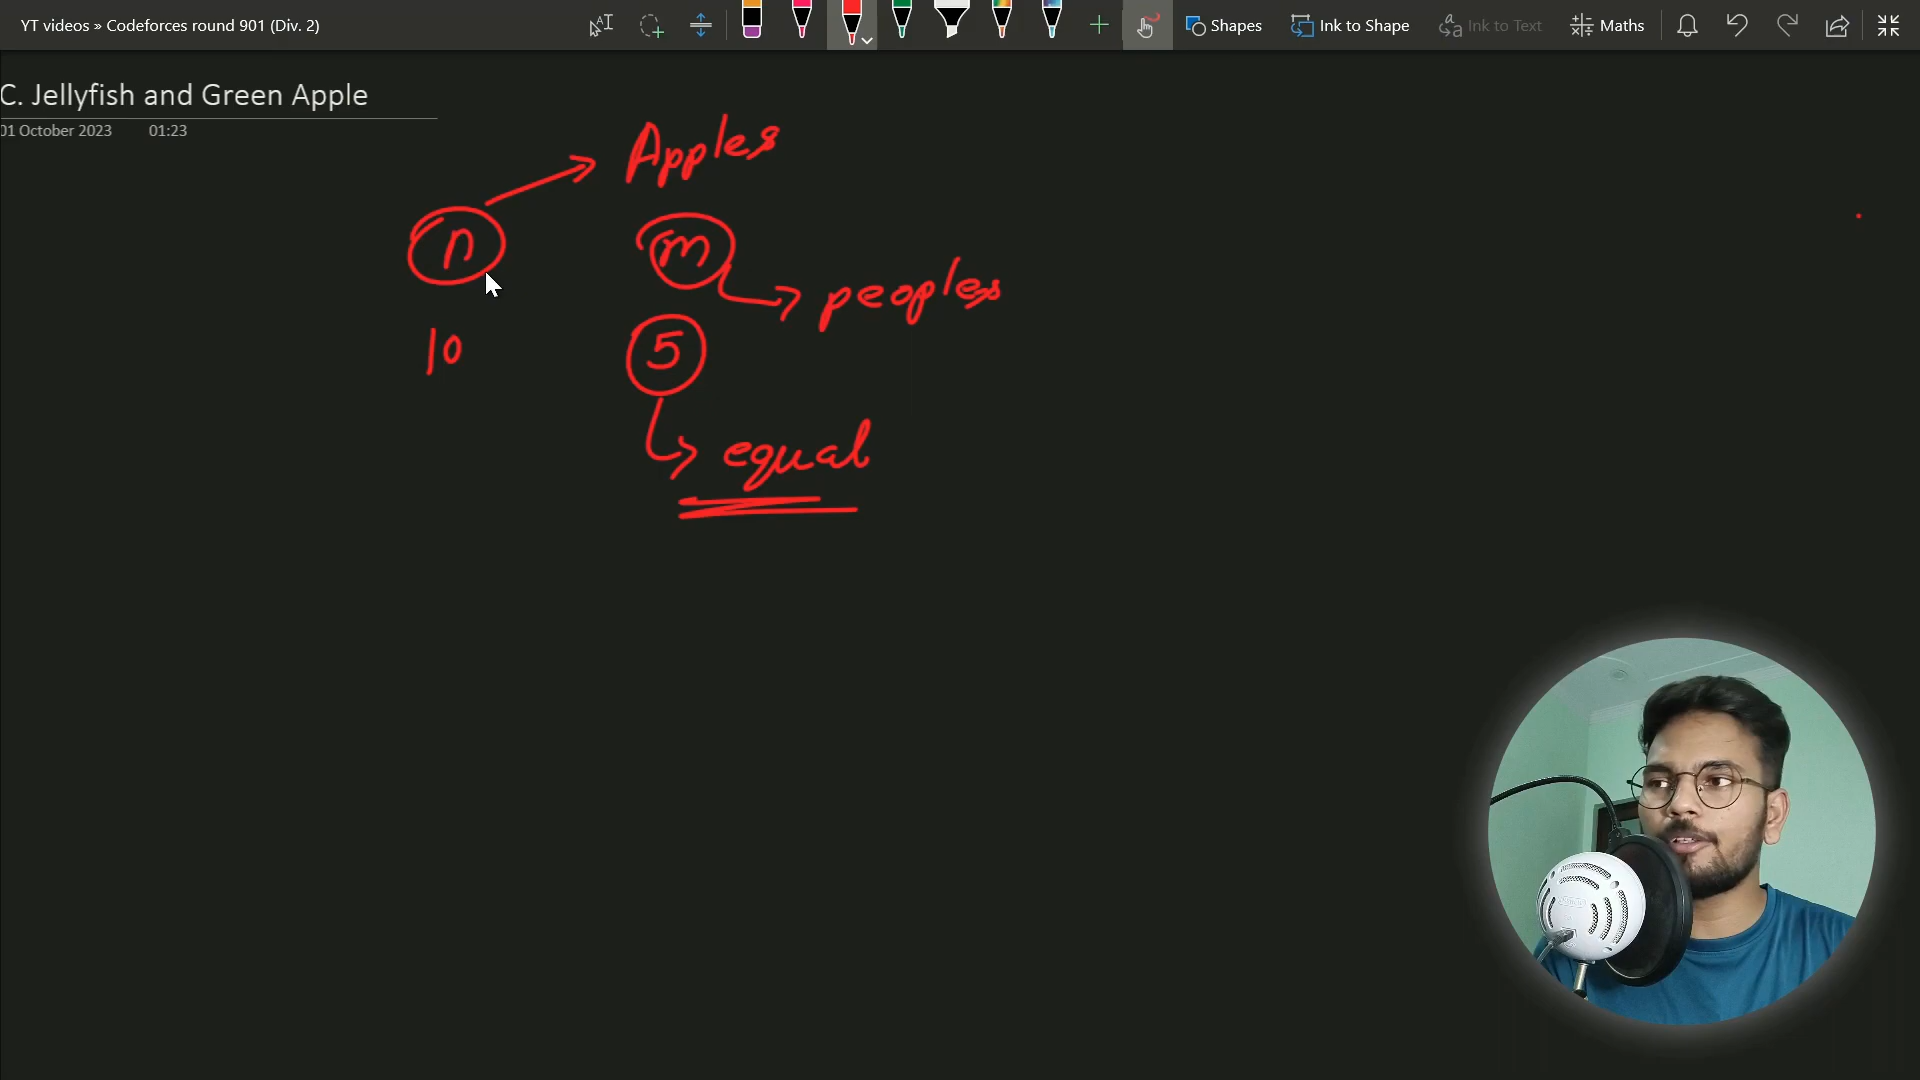 YT videos » Codeforces round 901 (Div. 2)
Shapes
Ink to Shape
Ink to Text
Maths
C. Jellyfish and Green Apple
01 October 2023 01:23
Apples
n m
peoples
10 5
equal